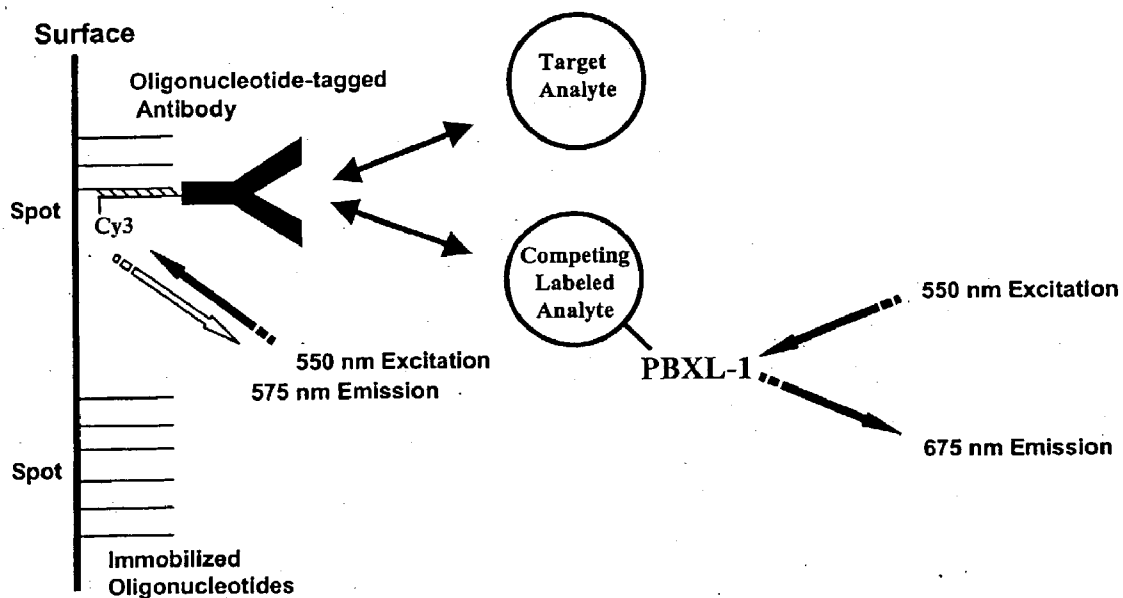 Surface
Oligonucleotide-tagged
Antibody
Target
Analyte
Spot
Cy3
Competing
Labeled
Analyte
550 nm Excitation
550 nm Excitation
575 nm Emission
PBXL-1
675 nm Emission
Spot
Immobilized
Oligonucleotides